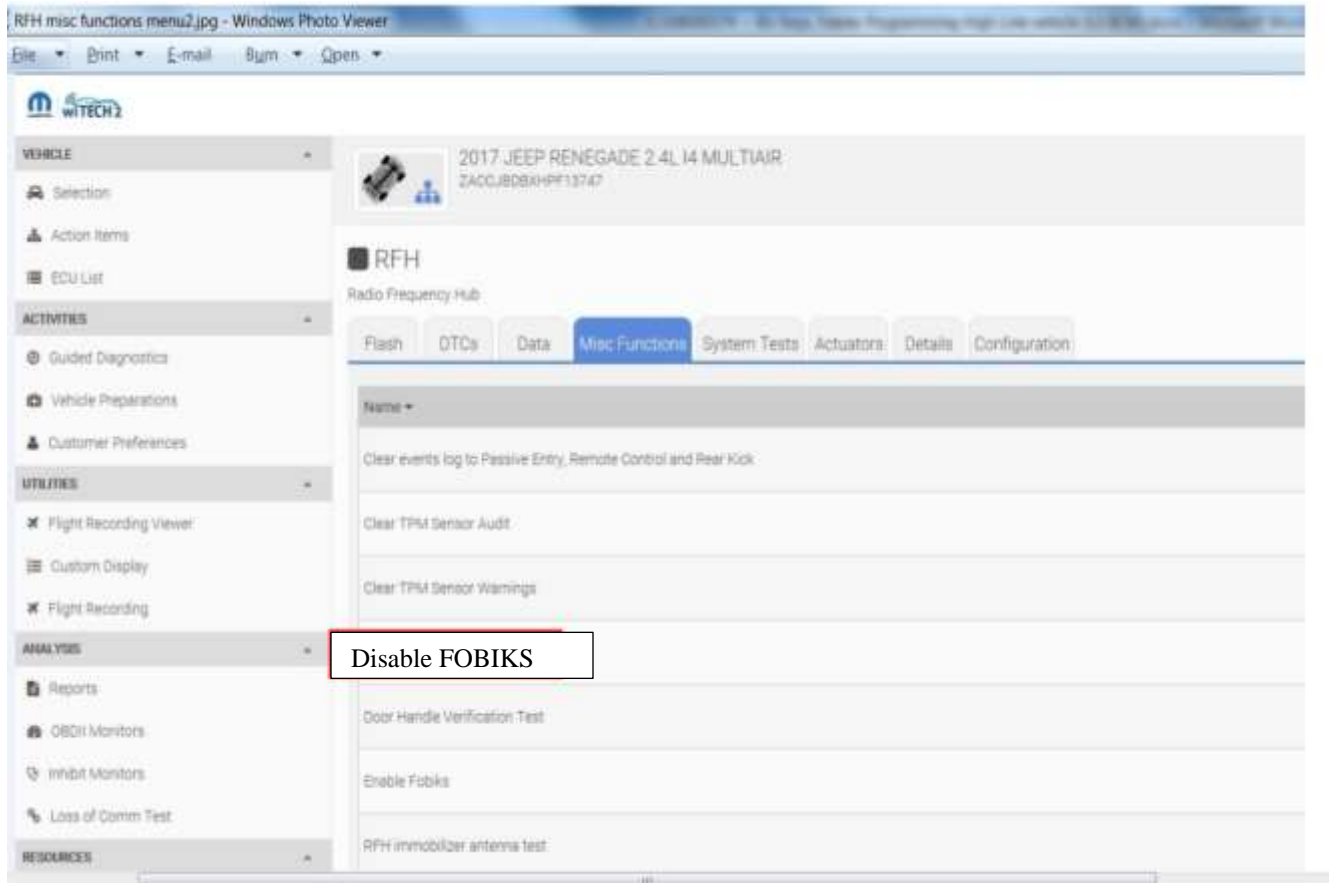 RFH misc functions menu2.jpg - Windows Photo Viewer
File Print E-mail Burn Open
wiTECH2
VEHICLE
Selection
Action Items
ECU List
ACTIVITIES
Guided Diagnostics
Vehicle Preparations
Customer Preferences
UTILITIES
Flight Recording Viewer
Custom Display
Flight Recording
ANALYSIS
Reports
OBDII Monitors
Inhibit Monitors
Loss of Comm Test
RESOURCES
2017 JEEP RENEGADE 2.4L I4 MULTIAIR
RFH
Radio Frequency Hub
Flash DTCs Data Misc Functions System Tests Actuators Details Configuration
Name
Clear events log to Passive Entry, Remote Control and Rear Kick
Clear TPM Sensor Audit
Clear TPM Sensor Warnings
Disable FOBIKS
Door Handle Verification Test
Enable Fobiks
RFH immobilizer antenna test